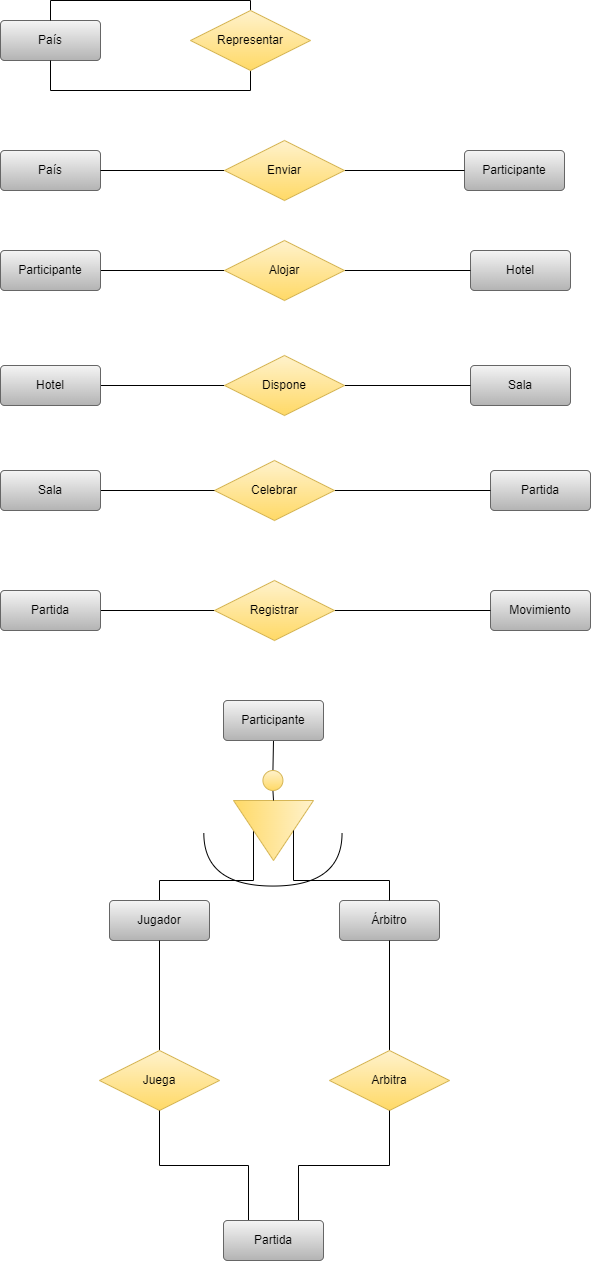 País
Representar
País
Enviar
Participante
Participante
Alojar
Hotel
Hotel
Dispone
Sala
Sala
Celebrar
Partida
Partida
Registrar
Movimiento
Participante
Jugador
Árbitro
Juega
Arbitra
Partida